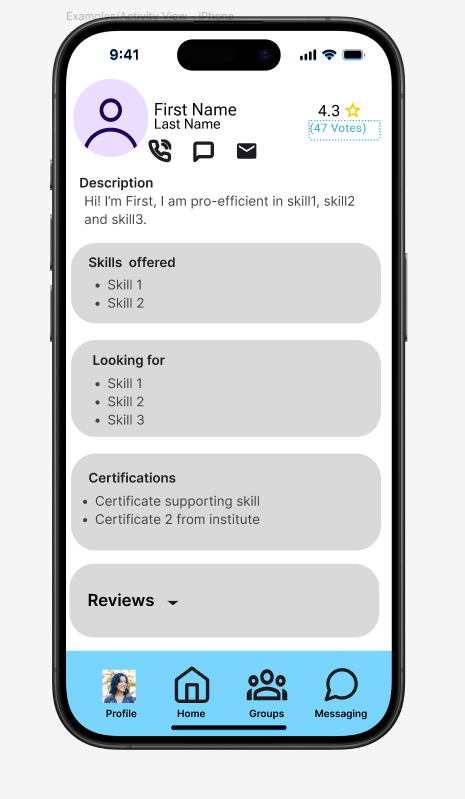 Examples/Activity View - iPhone
9:41
First Name
Last Name
4.3
(47 Votes)
Description
Hi! I’m First, I am pro-efficient in skill1, skill2
and skill3.
Skills offered
• Skill 1
• Skill 2
Looking for
• Skill 1
• Skill 2
• Skill 3
Certifications
• Certificate supporting skill
• Certificate 2 from institute
Reviews
Profile Home Groups Messaging